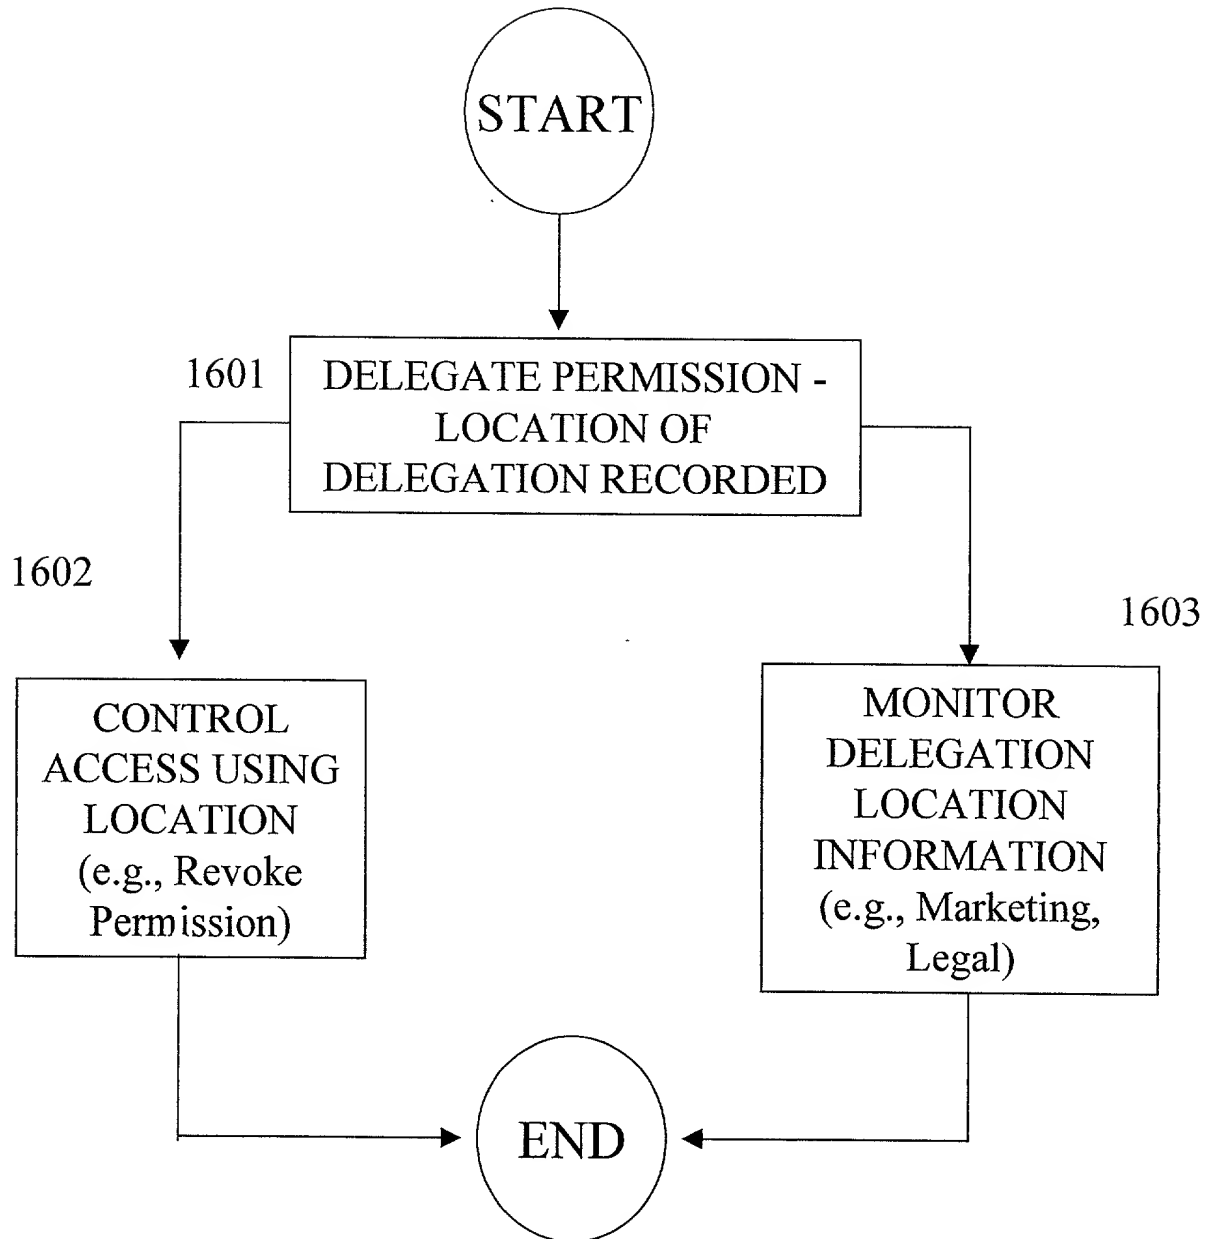 START
1601
DELEGATE PERMISSION -
LOCATION OF
DELEGATION RECORDED
1602
CONTROL
ACCESS USING
LOCATION
(e.g., Revoke
Permission)
1603
MONITOR
DELEGATION
LOCATION
INFORMATION
(e.g., Marketing,
Legal)
END